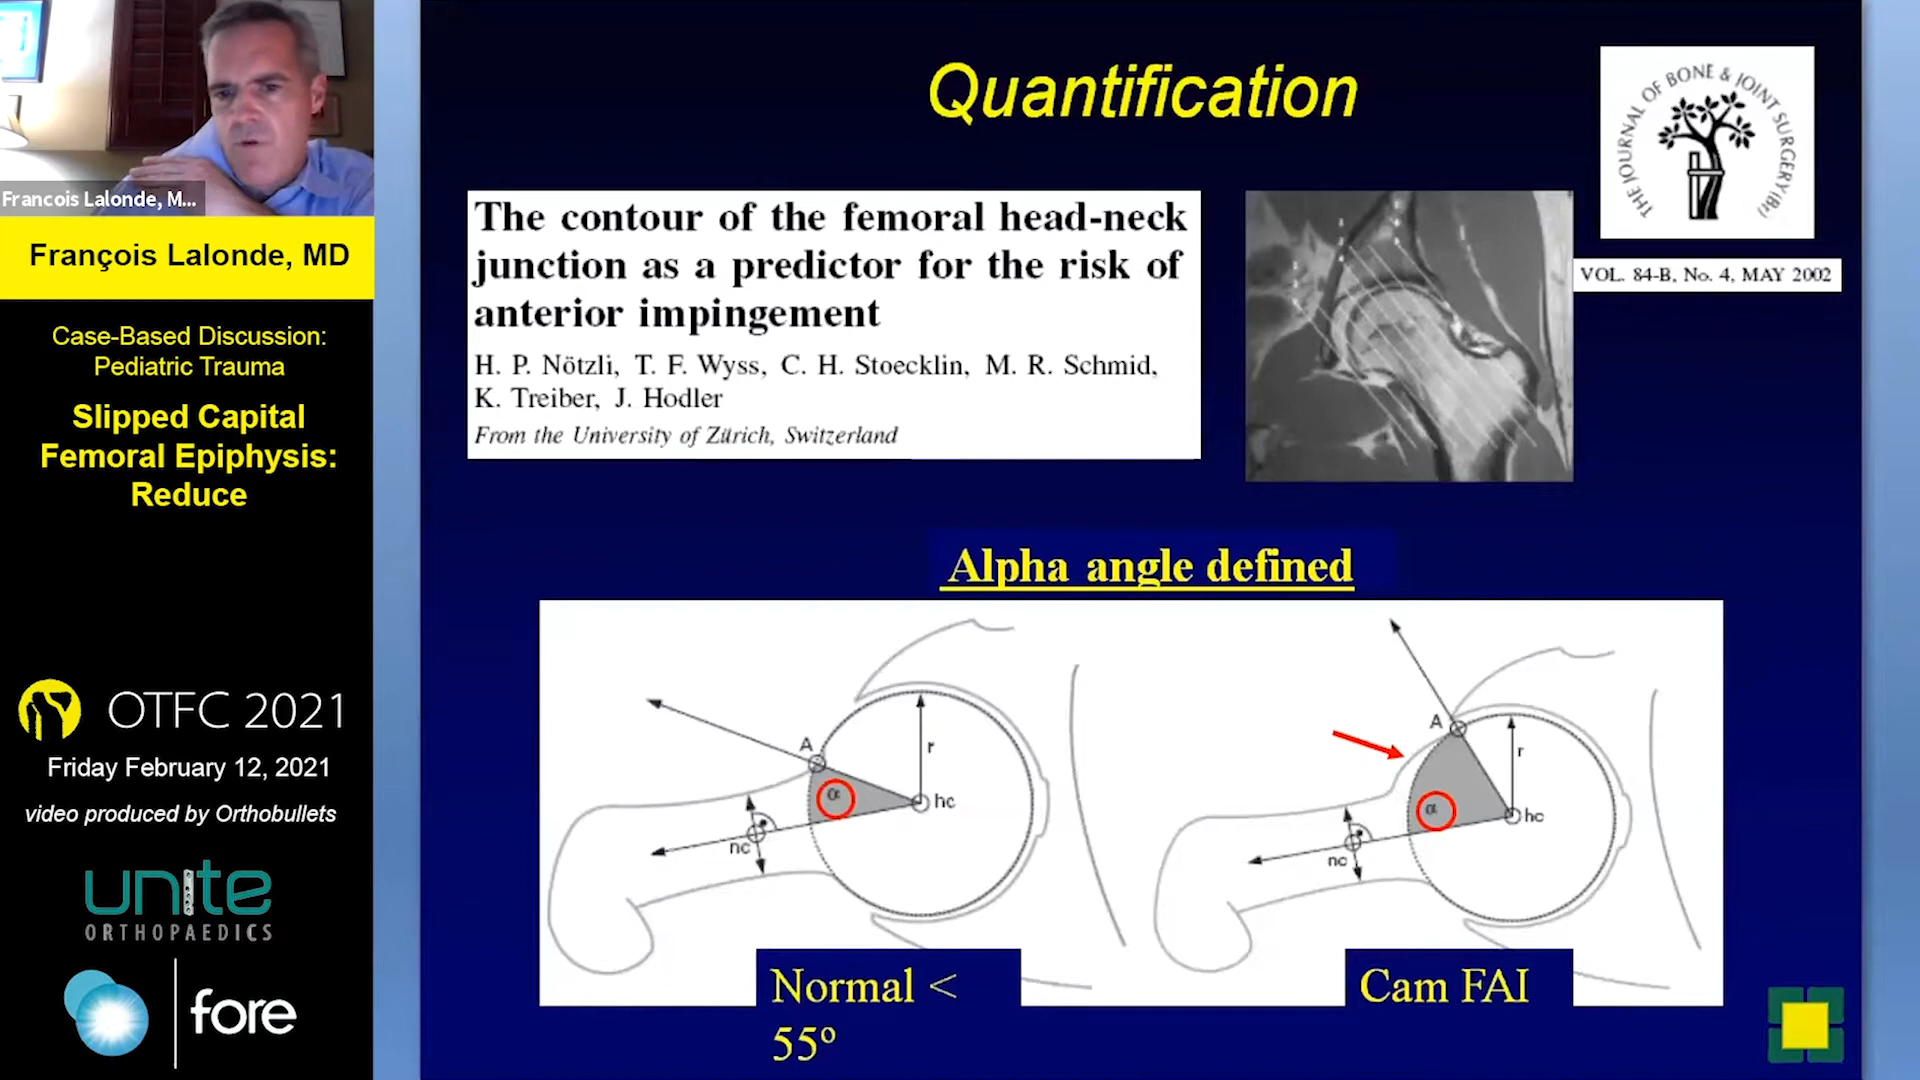 Francois Lalonde, M...
François Lalonde, MD
Case-Based Discussion:
Pediatric Trauma
Slipped Capital
Femoral Epiphysis:
Reduce
OTFC 2021
Friday February 12, 2021
video produced by Orthobullets
unite
ORTHOPAEDICS
fore
Quantification
THE JOURNAL OF BONE & JOINT SURGERY (Br)
VOL. 84-B, No. 4, MAY 2002
The contour of the femoral head-neck
junction as a predictor for the risk of
anterior impingement
H. P. Nötzli, T. F. Wyss, C. H. Stoecklin, M. R. Schmid,
K. Treiber, J. Hodler
From the University of Zürich, Switzerland
Alpha angle defined
A
r
α
hc
nc
A
r
α
hc
nc
Normal <
55º
Cam FAI